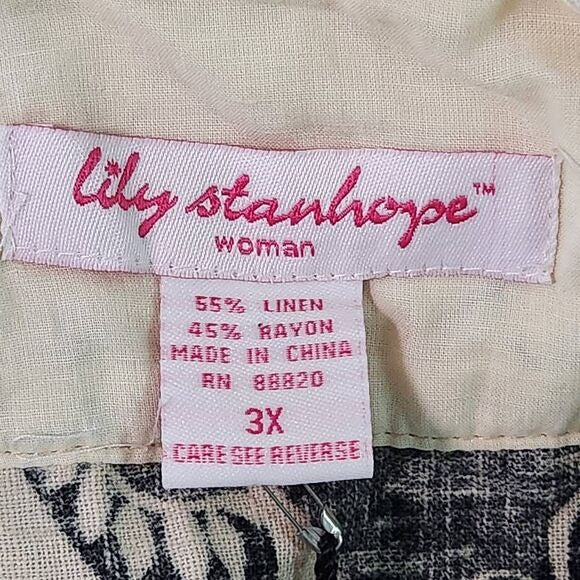 lily stanhope™
woman
55% LINEN
45% RAYON
MADE IN CHINA
RN 88820
3X
CARE SEE REVERSE